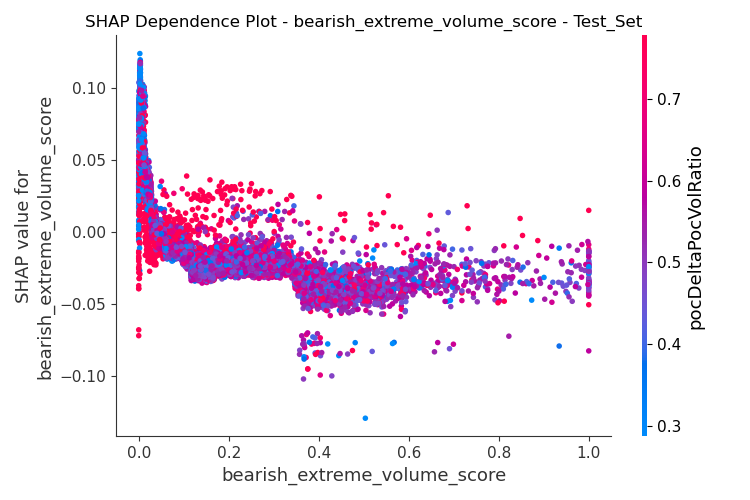 SHAP Dependence Plot - bearish_extreme_volume_score - Test_Set
SHAP value for
bearish_extreme_volume_score
0.10
0.05
0.00
−0.05
−0.10
0.0 0.2 0.4 0.6 0.8 1.0
bearish_extreme_volume_score
0.7
0.6
0.5
0.4
0.3
pocDeltaPocVolRatio